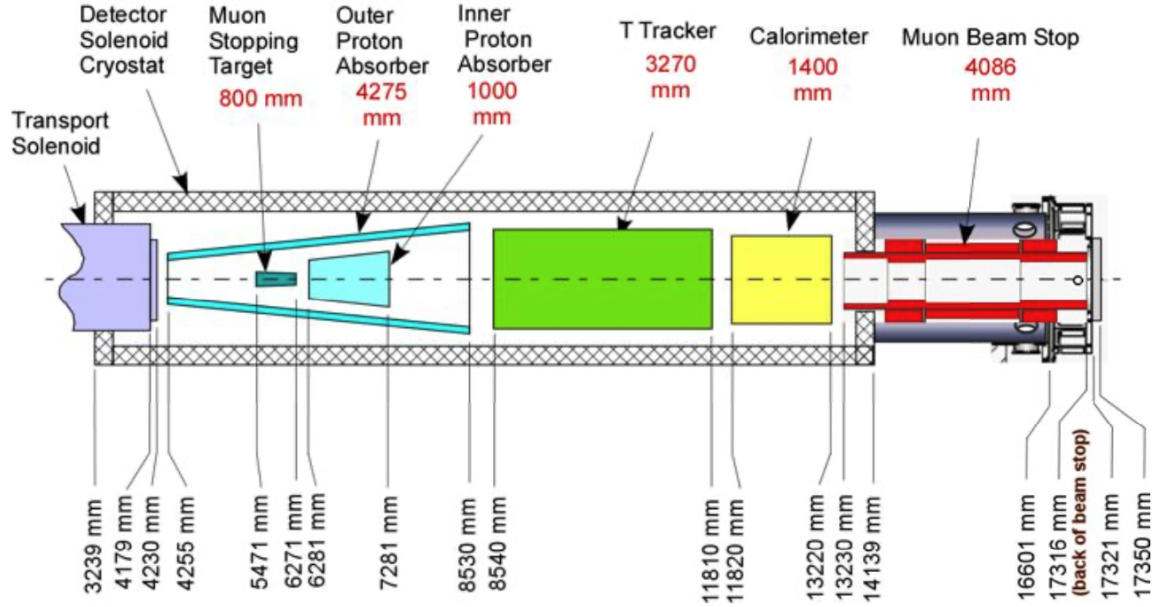 Detector
Solenoid
Cryostat
Muon
Stopping
Target
800 mm
Outer
Proton
Absorber
4275
mm
Inner
Proton
Absorber
1000
mm
T Tracker
3270
mm
Calorimeter
1400
mm
Muon Beam Stop
4086
mm
Transport
Solenoid
3239 mm
4179 mm
4230 mm
4255 mm
5471 mm
6271 mm
6281 mm
7281 mm
8530 mm
8540 mm
11810 mm
11820 mm
13220 mm
13230 mm
14139 mm
16601 mm
17316 mm
(back of beam stop)
17321 mm
17350 mm